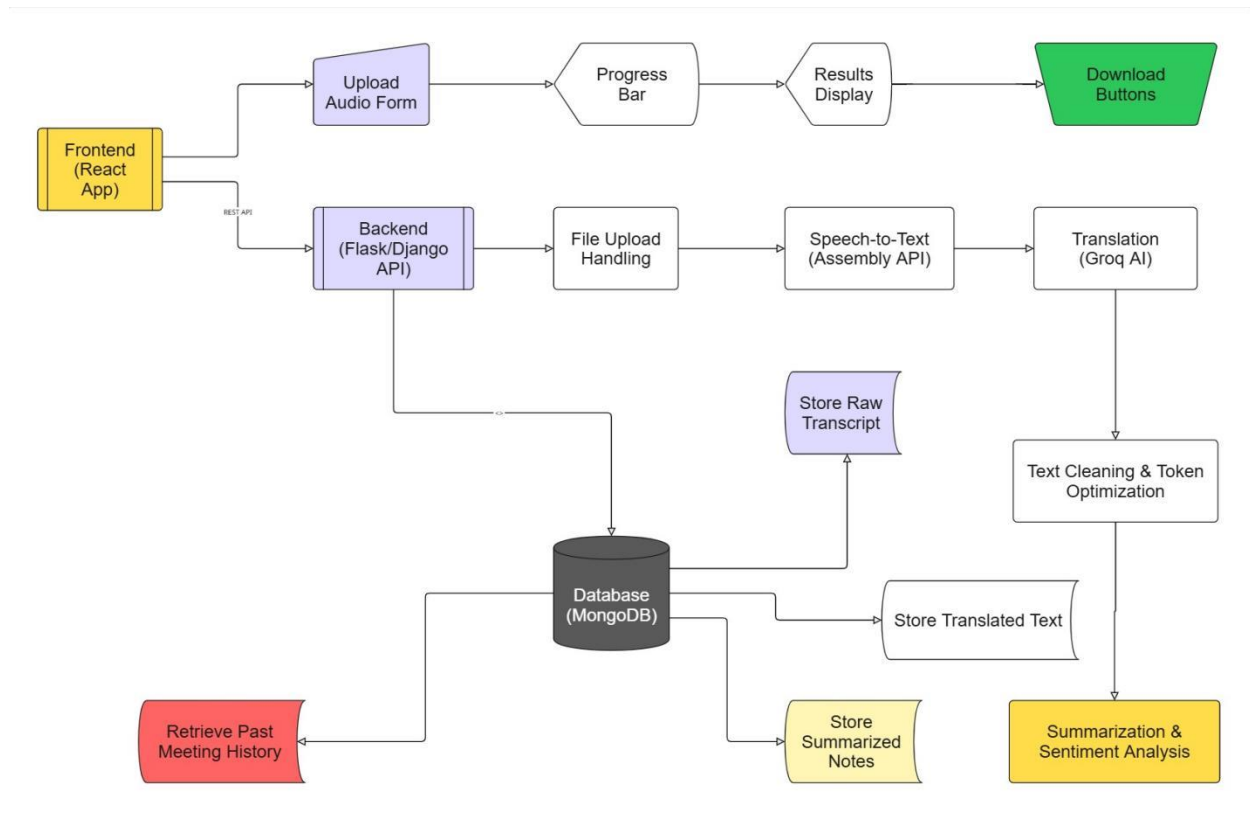 Upload
Audio Form
Progress
Bar
Results
Display
Download
Buttons
Frontend
(React
App)
REST API
Backend
(Flask/Django
API)
File Upload
Handling
Speech-to-Text
(Assembly API)
Translation
(Groq AI)
Store Raw
Transcript
<>
Text Cleaning & Token
Optimization
Database
(MongoDB)
Store Translated Text
Retrieve Past
Meeting History
Store
Summarized
Notes
Summarization &
Sentiment Analysis